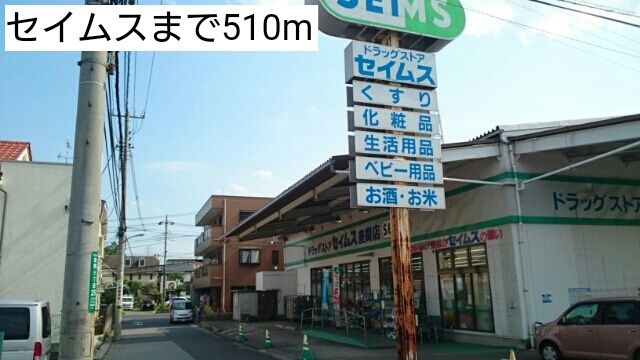 セイムスまで510m
SEIMS
ドラッグストア
セイムス
くすり
化粧品
生活用品
ベビー用品
お酒・お米
ドラッグストア
ドラッグストア セイムス